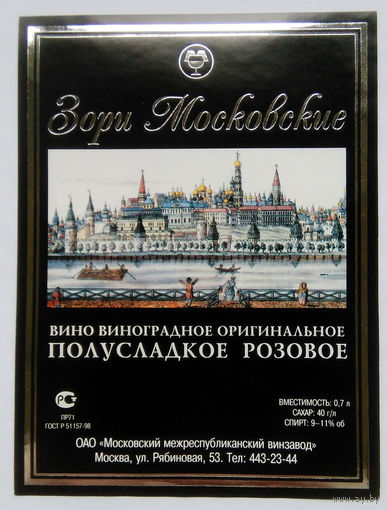 Зори Московские
ВИНО ВИНОГРАДНОЕ ОРИГИНАЛЬНОЕ
ПОЛУСЛАДКОЕ РОЗОВОЕ
ПР71
ГОСТ Р 51157-98
ВМЕСТИМОСТЬ: 0,7 л
САХАР: 40 г/л
СПИРТ: 9–11% об
ОАО «Московский межреспубликанский винзавод»
Москва, ул. Рябиновая, 53. Тел: 443-23-44